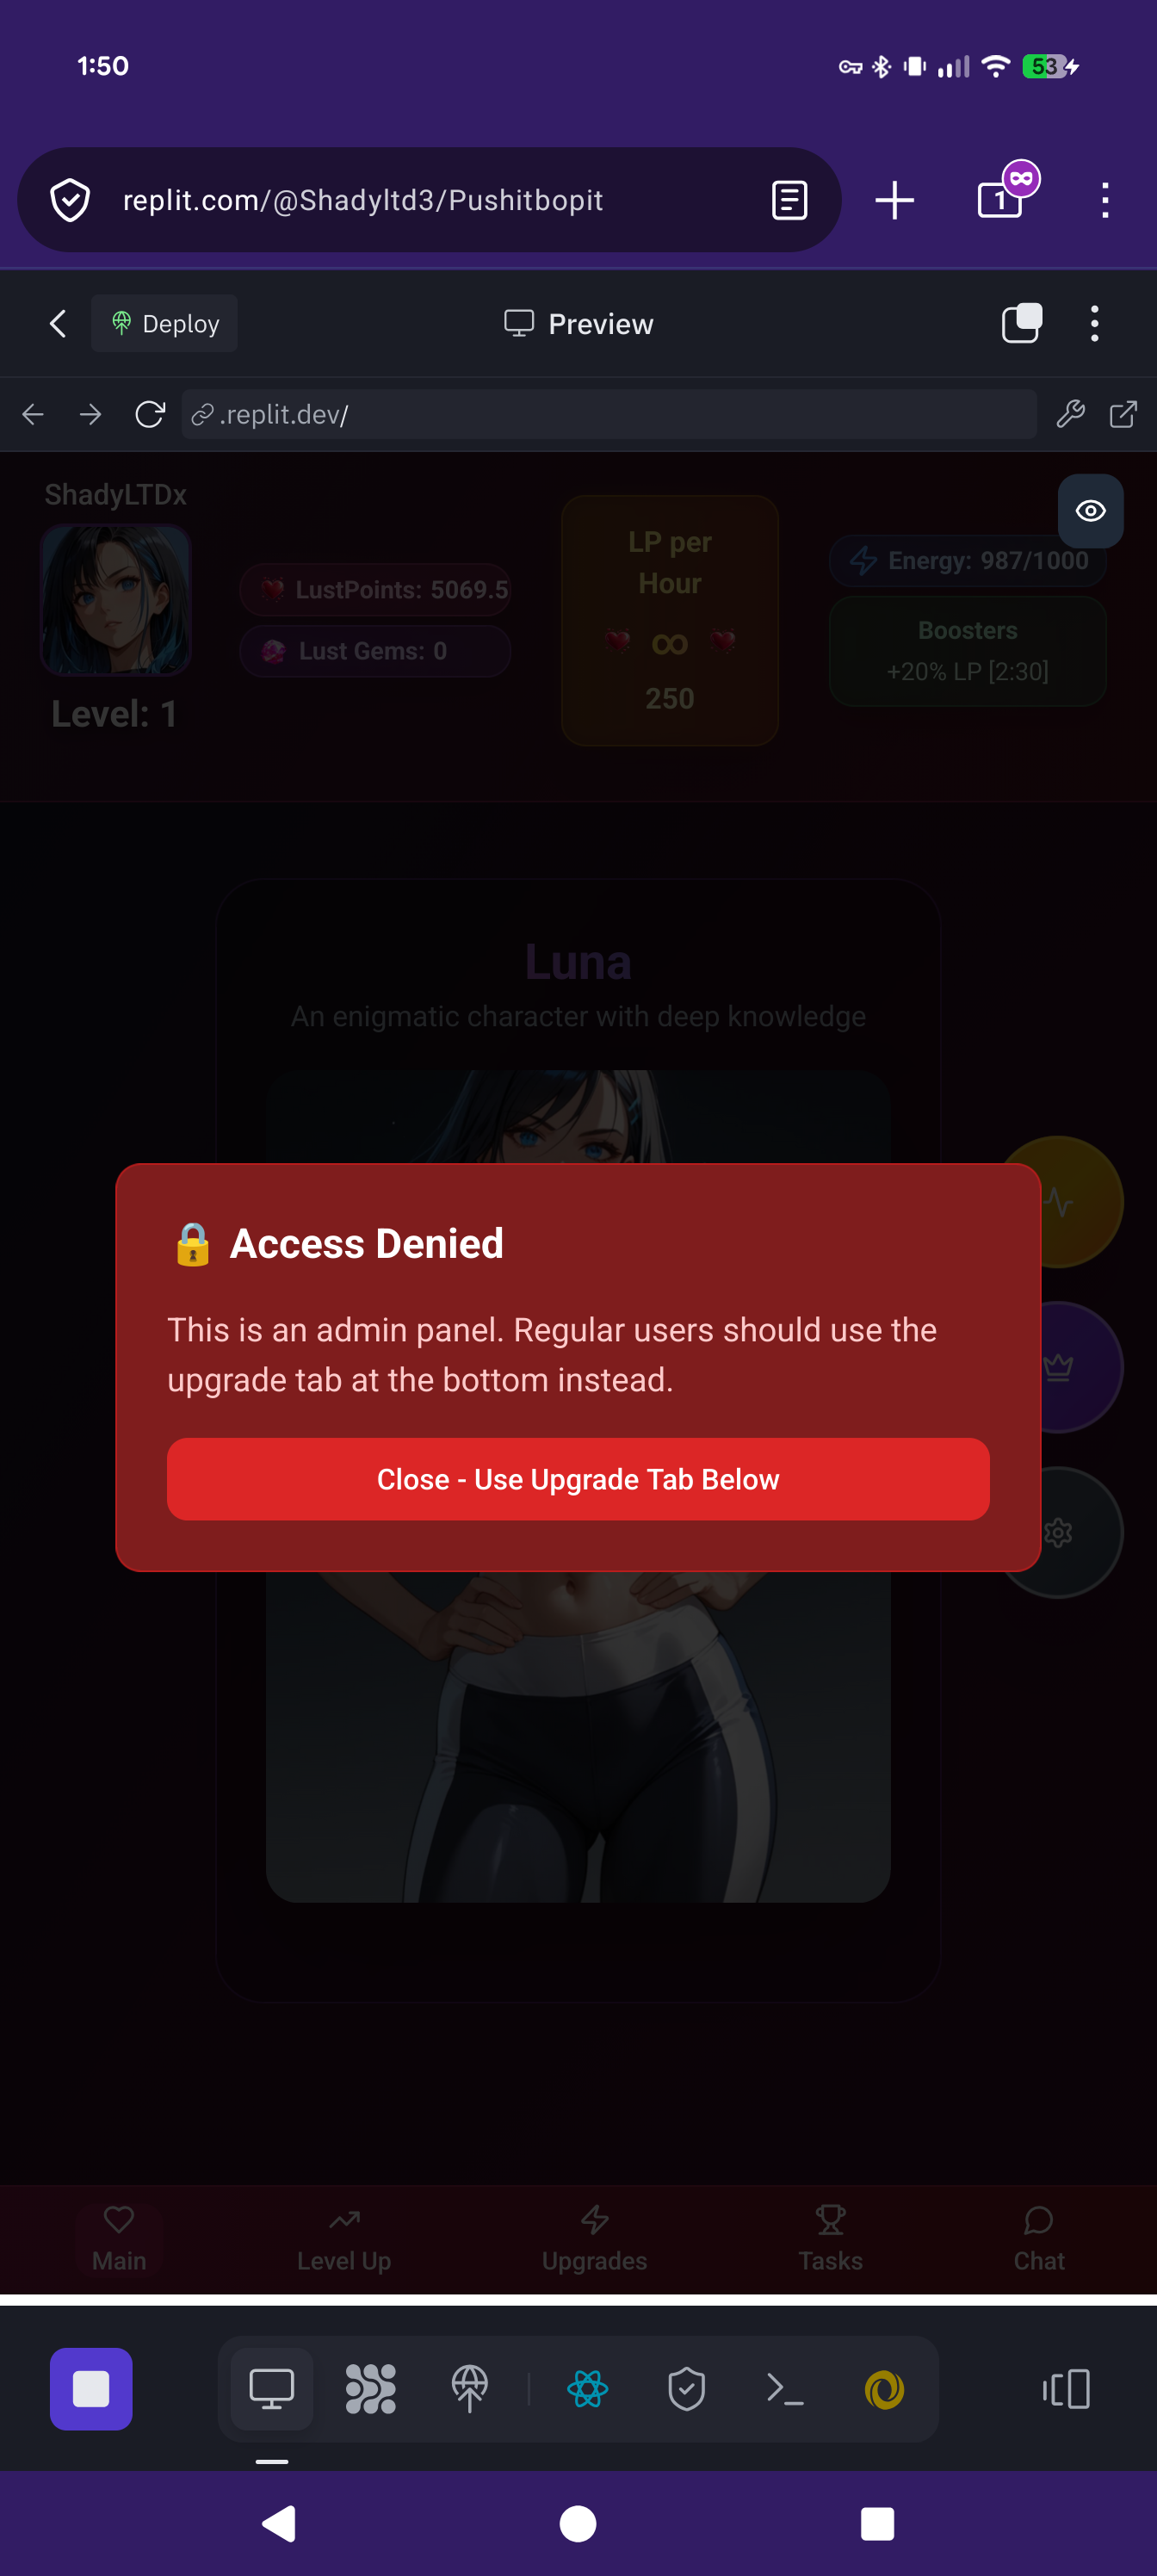 1:50
53
replit.com/@Shadyltd3/Pushitbopit
1
Deploy
Preview
.replit.dev/
ShadyLTDx
Level: 1
LustPoints: 5069.5
Lust Gems: 0
LP per
Hour
∞
250
Energy: 987/1000
Boosters
+20% LP [2:30]
Luna
An enigmatic character with deep knowledge
🔒 Access Denied
This is an admin panel. Regular users should use the
upgrade tab at the bottom instead.
Close - Use Upgrade Tab Below
Main
Level Up
Upgrades
Tasks
Chat